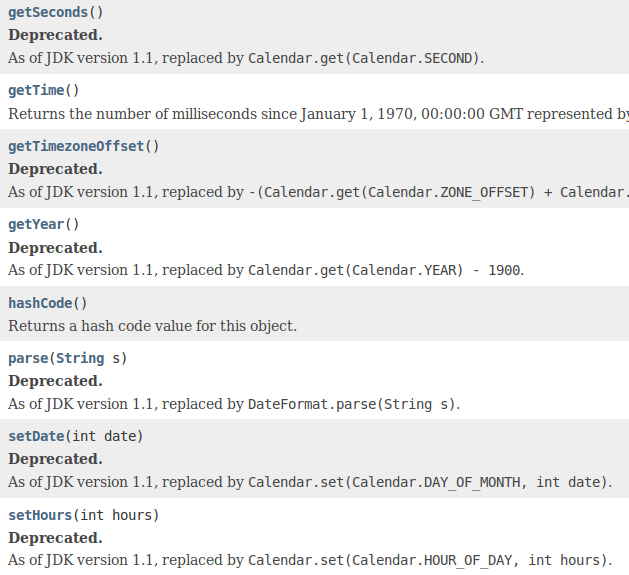 getSeconds()
Deprecated.
As of JDK version 1.1, replaced by Calendar.get(Calendar.SECOND).
getTime()
Returns the number of milliseconds since January 1, 1970, 00:00:00 GMT represented by
getTimezoneOffset()
Deprecated.
As of JDK version 1.1, replaced by -(Calendar.get(Calendar.ZONE_OFFSET) + Calendar.
getYear()
Deprecated.
As of JDK version 1.1, replaced by Calendar.get(Calendar.YEAR) - 1900.
hashCode()
Returns a hash code value for this object.
parse(String s)
Deprecated.
As of JDK version 1.1, replaced by DateFormat.parse(String s).
setDate(int date)
Deprecated.
As of JDK version 1.1, replaced by Calendar.set(Calendar.DAY_OF_MONTH, int date).
setHours(int hours)
Deprecated.
As of JDK version 1.1, replaced by Calendar.set(Calendar.HOUR_OF_DAY, int hours).